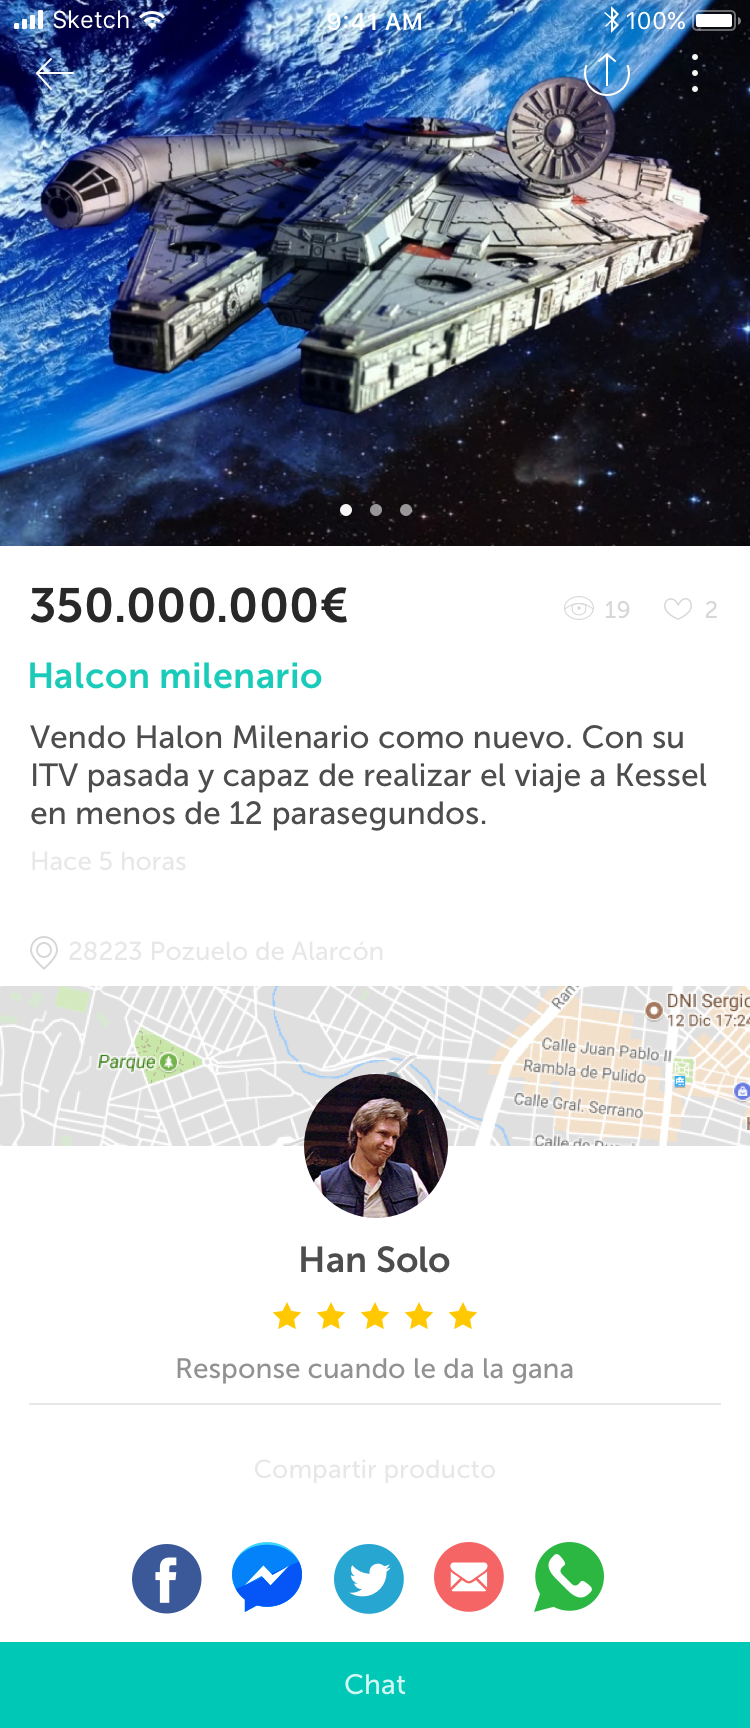 Sketch 9:41 AM 100%
350.000.000€ 19 2
Halcon milenario
Vendo Halon Milenario como nuevo. Con su
ITV pasada y capaz de realizar el viaje a Kessel
en menos de 12 parasegundos.
Hace 5 horas
28223 Pozuelo de Alarcón
DNI Sergio
12 Dic 17:24
Calle Juan Pablo II
Parque
Rambla de Pulido
Calle Gral. Serrano
Calle de
Han Solo
Response cuando le da la gana
Compartir producto
Chat